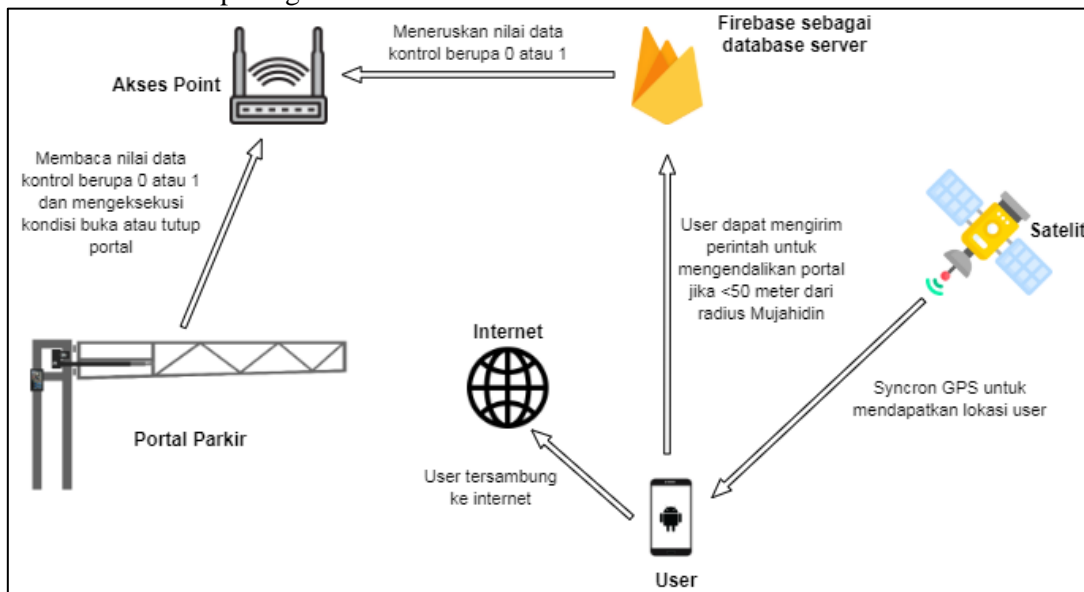 Meneruskan nilai data
kontrol berupa 0 atau 1
Firebase sebagai
database server
Akses Point
Membaca nilai data
kontrol berupa 0 atau 1
dan mengeksekusi
kondisi buka atau tutup
portal
User dapat mengirim
perintah untuk
mengendalikan portal
jika <50 meter dari
radius Mujahidin
Satelit
Internet
Syncron GPS untuk
mendapatkan lokasi user
Portal Parkir
User tersambung
ke internet
User